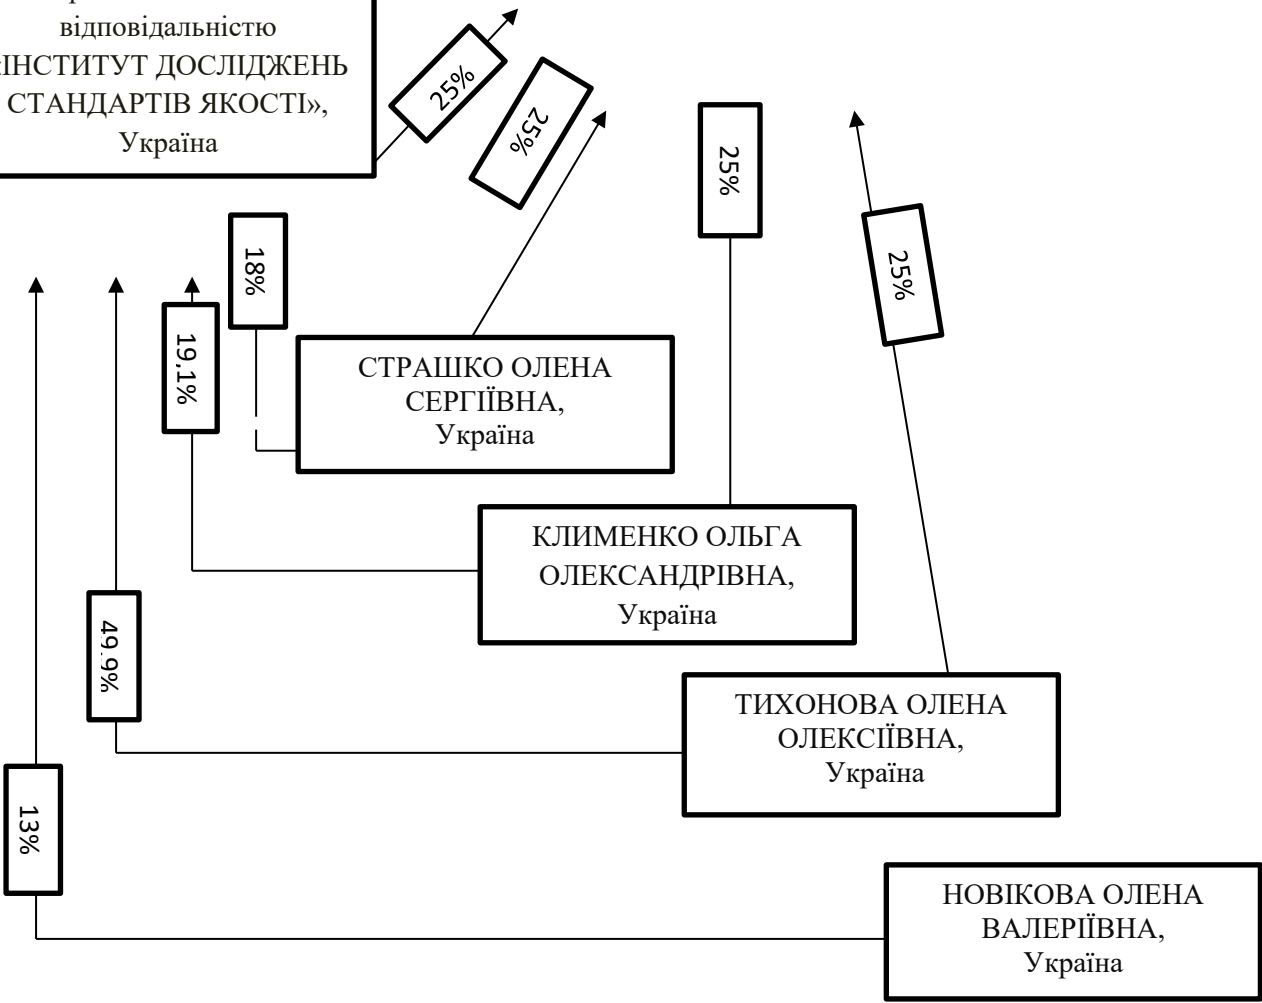 відповідальністю
ІНСТИТУТ ДОСЛІДЖЕНЬ
СТАНДАРТІВ ЯКОСТІ»,
Україна
25%
25%
25%
25%
18%
19,1%
СТРАШКО ОЛЕНА
СЕРГІЇВНА,
Україна
КЛИМЕНКО ОЛЬГА
ОЛЕКСАНДРІВНА,
Україна
49.9%
ТИХОНОВА ОЛЕНА
ОЛЕКСІЇВНА,
Україна
13%
НОВІКОВА ОЛЕНА
ВАЛЕРІЇВНА,
Україна